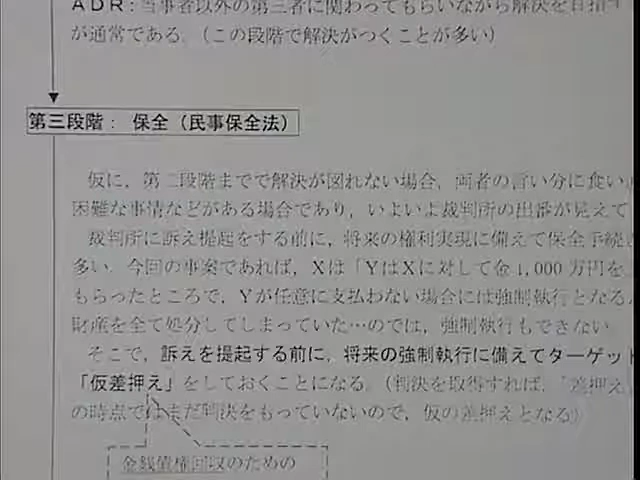 ADR:当事者以外の第三者に関わってもらいながら解決を目指す
が通常である.(この段階で解決がつくことが多い)
第三段階: 保全(民事保全法)
仮に,第二段階までで解決が図れない場合,両者の言い分に食い
困難な事情などがある場合であり,いよいよ裁判所の出番が見えて
裁判所に訴え提起をする前に,将来の権利実現に備えて保全手続
多い.今回の事案であれば,Xは「YはXに対して金1,000万円を
もらったところで,Yが任意に支払わない場合には強制執行となる
財産を全て処分してしまっていた…のでは,強制執行もできない
そこで,訴えを提起する前に,将来の強制執行に備えてターゲット
「仮差押え」をしておくことになる.(判決を取得すれば,「差押え
の時点ではまだ判決をもっていないので,仮の差押えとなる)
金銭債権回収のための